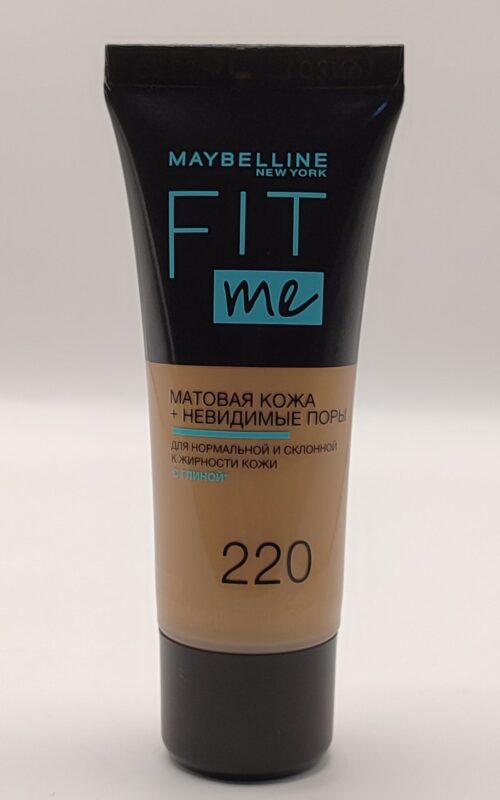 MAYBELLINE
NEW YORK
FIT
me
МАТОВАЯ КОЖА
+ НЕВИДИМЫЕ ПОРЫ
ДЛЯ НОРМАЛЬНОЙ И СКЛОННОЙ
К ЖИРНОСТИ КОЖИ
С ГЛИНОЙ*
220